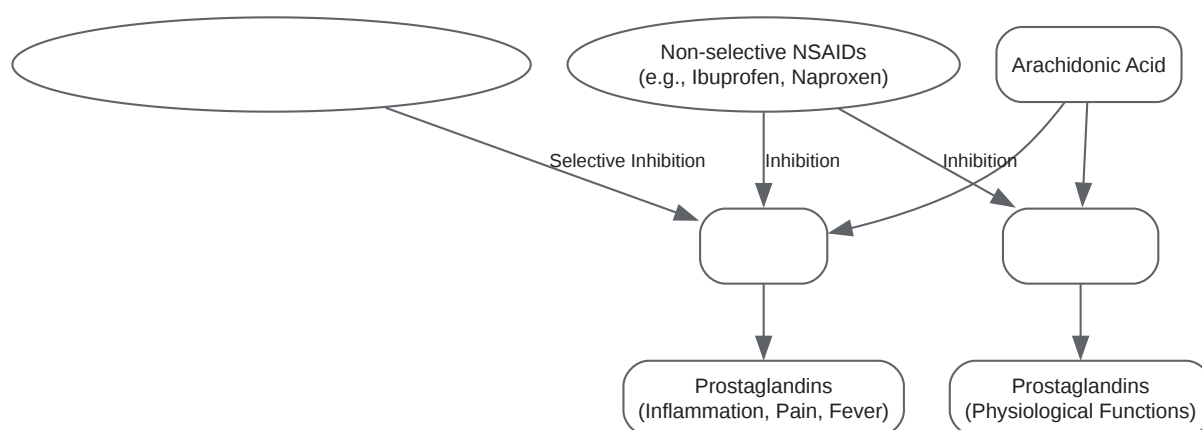 Non-selective NSAIDs
(e.g., Ibuprofen, Naproxen)
Arachidonic Acid
Selective Inhibition
Inhibition
Inhibition
Prostaglandins
(Inflammation, Pain, Fever)
Prostaglandins
(Physiological Functions)